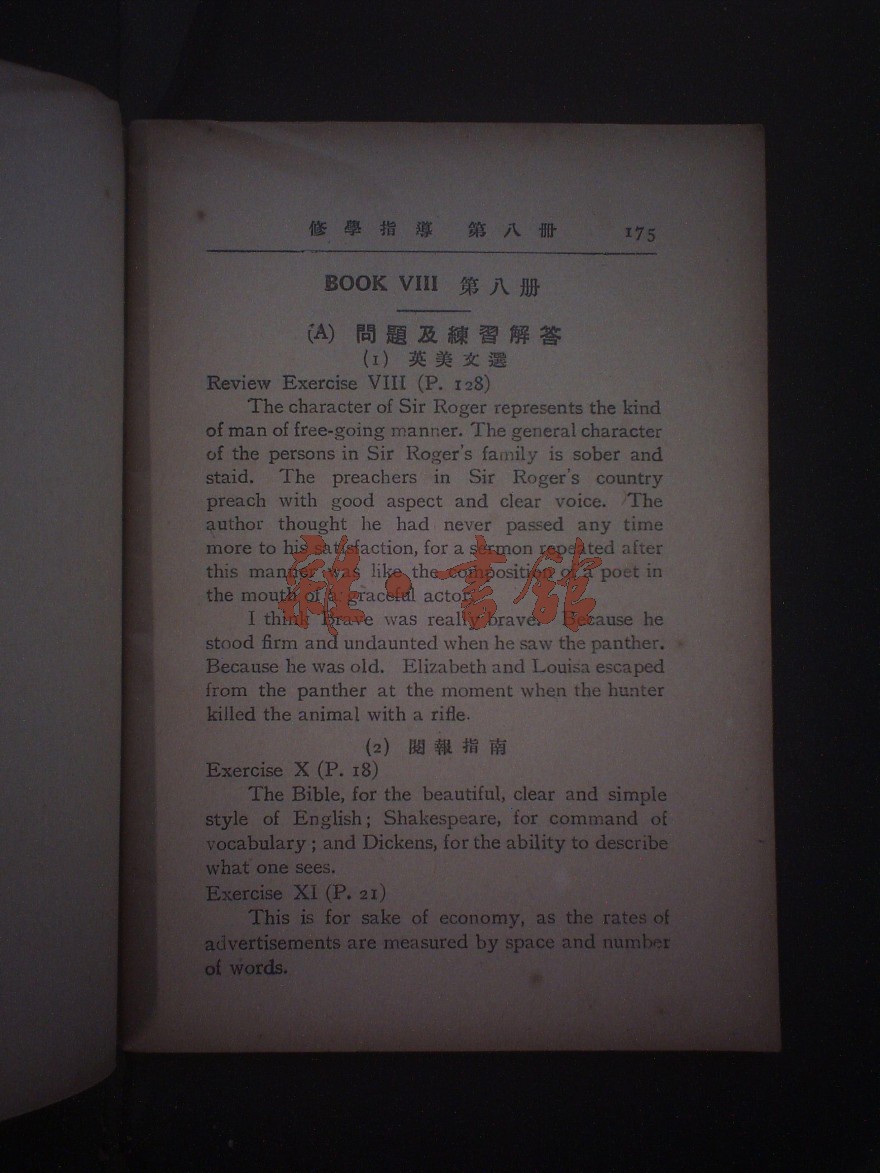 修學指導 第八冊 175
BOOK VIII 第八册
(A) 問題及練習解答
(1) 英美文選
Review Exercise VIII (P. 128)
The character of Sir Roger represents the kind
of man of free-going manner. The general character
of the persons in Sir Roger's family is sober and
staid. The preachers in Sir Roger's country
preach with good aspect and clear voice. The
author thought he had never passed any time
more to his satisfaction, for a sermon repeated after
this manner was like the composition of a poet in
the mouth of a graceful actor.
I think Brave was really brave. Because he
stood firm and undaunted when he saw the panther.
Because he was old. Elizabeth and Louisa escaped
from the panther at the moment when the hunter
killed the animal with a rifle.
(2) 閱報指南
Exercise X (P. 18)
The Bible, for the beautiful, clear and simple
style of English; Shakespeare, for command of
vocabulary; and Dickens, for the ability to describe
what one sees.
Exercise XI (P. 21)
This is for sake of economy, as the rates of
advertisements are measured by space and number
of words.
雜·書館